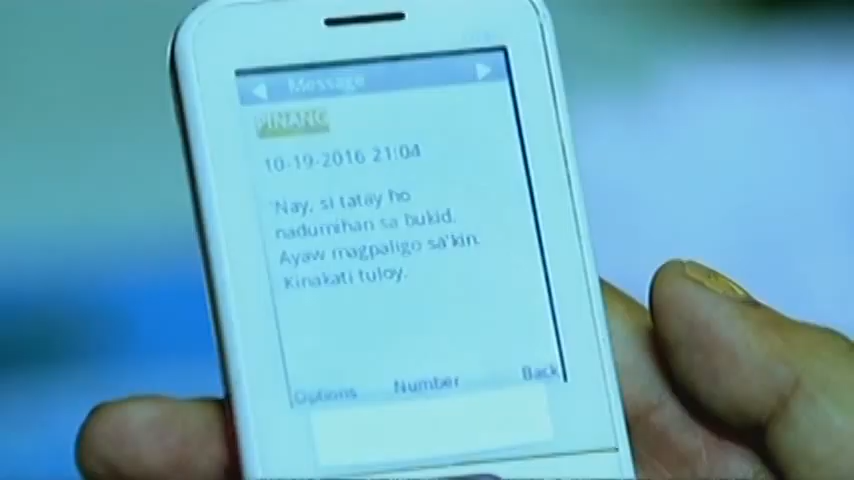 Message
PINANG
10-19-2016 21:04
'Nay, si tatay ho
nadumihan sa bukid.
Ayaw magpaligo sa'kin.
Kinakati tuloy.
Options Number Back